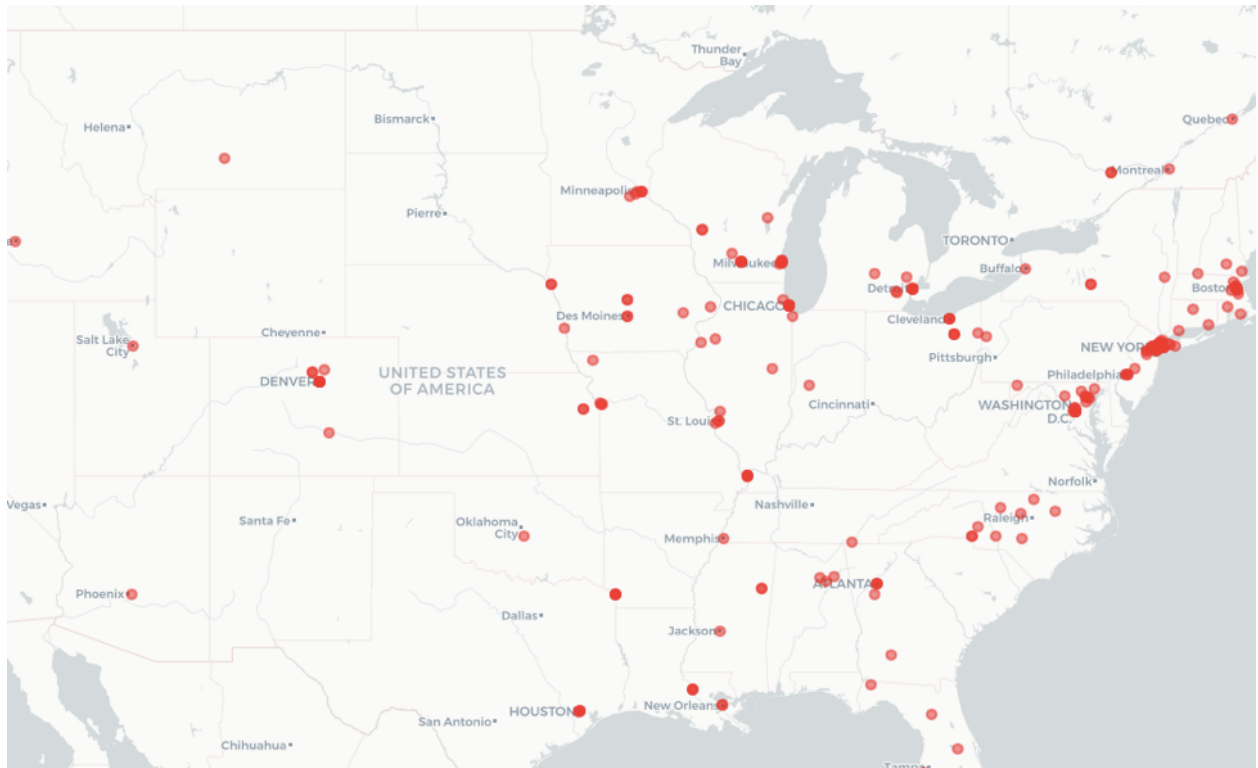 Thunder
Bay
Quebec
Helena
Bismarck
Montreal
Minneapolis
Pierre
TORONTO
Milwaukee
Buffalo
Detroit
Boston
CHICAGO
Des Moines
Cleveland
Cheyenne
Salt Lake
City
NEW YORK
Pittsburgh
UNITED STATES
OF AMERICA
DENVER
Philadelphia
Cincinnati
WASHINGTON
D.C.
St. Louis
Norfolk
Vegas
Nashville
Santa Fe
Raleigh
Oklahoma
City
Memphis
ATLANTA
Phoenix
Dallas
Jackson
New Orleans
HOUSTON
San Antonio
Chihuahua
Tampa